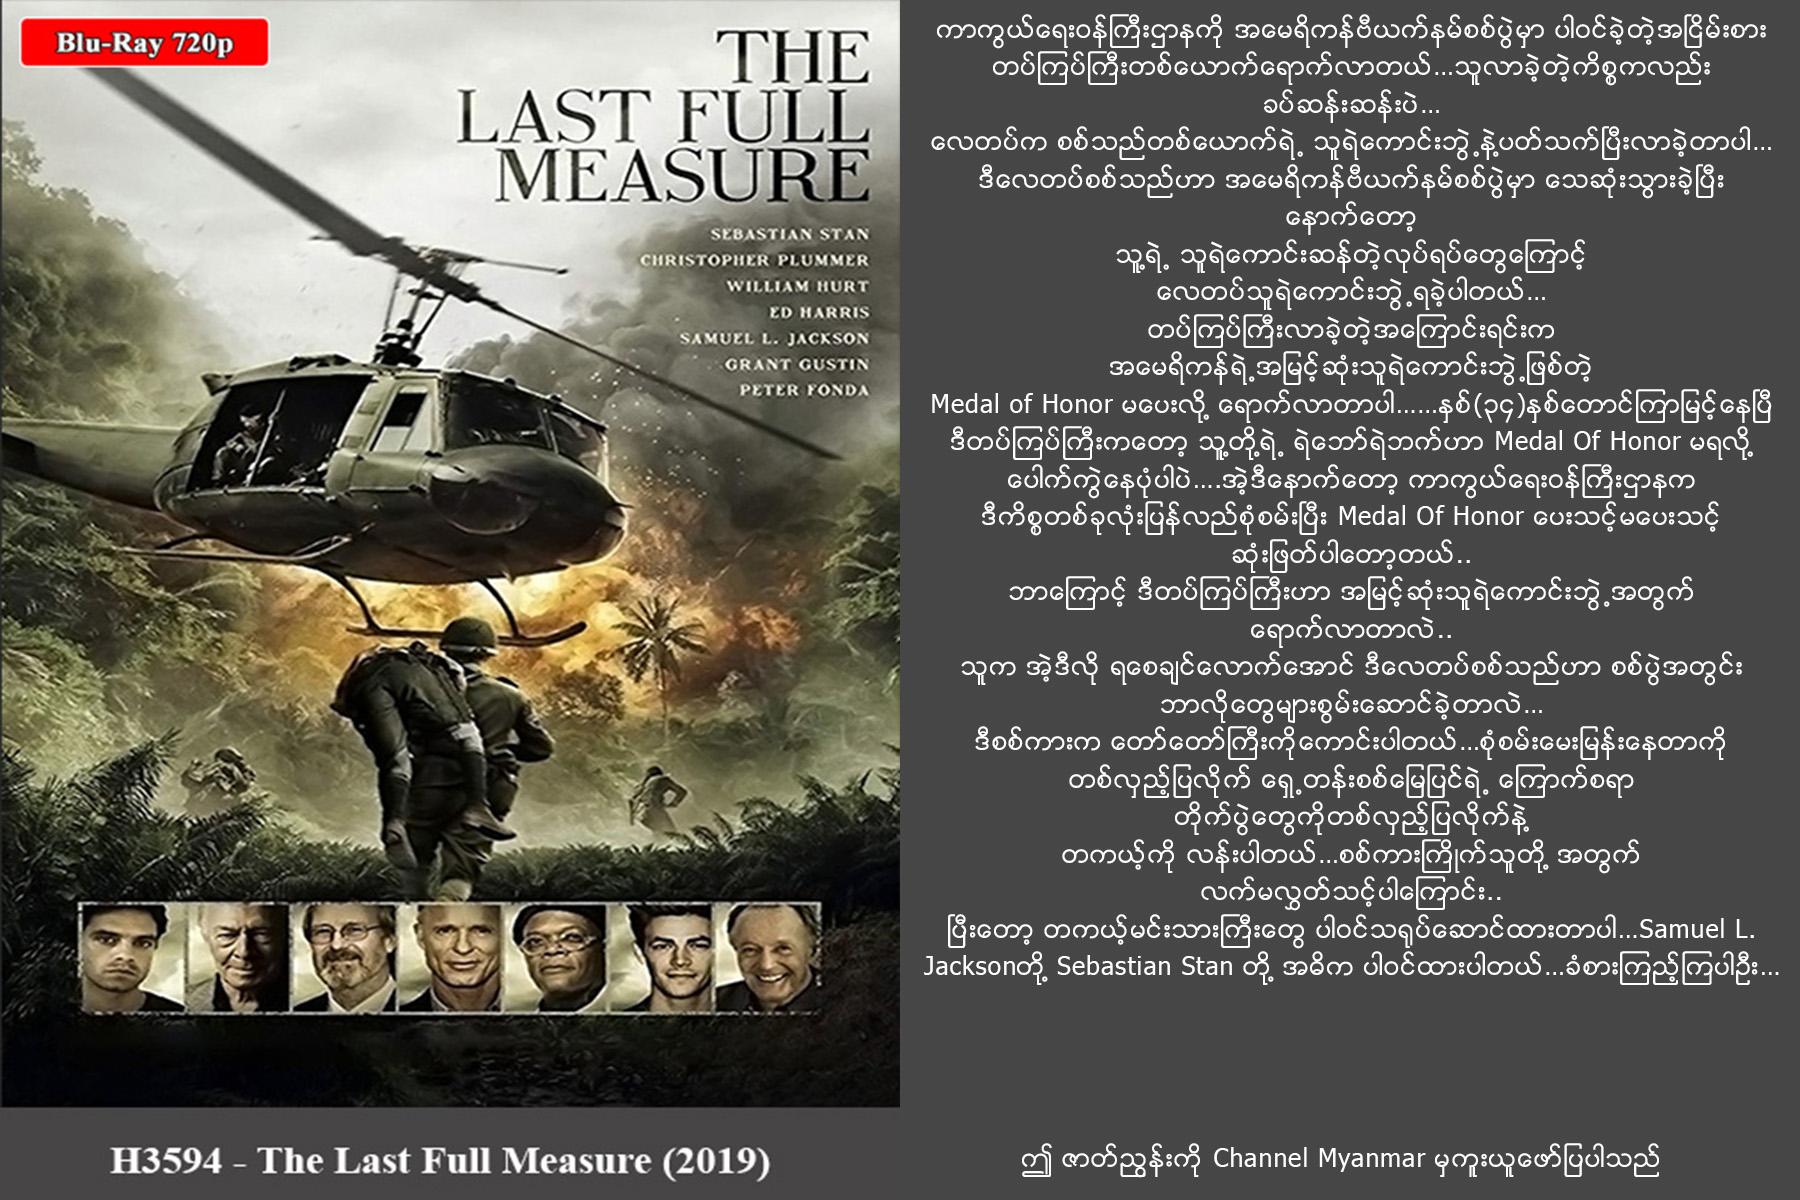 Blu-Ray 720p
THE
LAST FULL
MEASURE
SEBASTIAN STAN
CHRISTOPHER PLUMMER
WILLIAM HURT
ED HARRIS
SAMUEL L. JACKSON
GRANT GUSTIN
PETER FONDA
H3594 - The Last Full Measure (2019)
ကာကွယ်ရေးဝန်ကြီးဌာနကို အမေရိကန်ဗီယက်နမ်စစ်ပွဲမှာ ပါဝင်ခဲ့တဲ့အငြိမ်းစား
တပ်ကြပ်ကြီးတစ်ယောက်ရောက်လာတယ်...သူလာခဲ့တဲ့ကိစ္စကလည်း
ခပ်ဆန်းဆန်းပဲ...
လေတပ်က စစ်သည်တစ်ယောက်ရဲ့ သူရဲကောင်းဘွဲ့နဲ့ပတ်သက်ပြီးလာခဲ့တာပါ...
ဒီလေတပ်စစ်သည်ဟာ အမေရိကန်ဗီယက်နမ်စစ်ပွဲမှာ သေဆုံးသွားခဲ့ပြီး
နောက်တော့
သူ့ရဲ့ သူရဲကောင်းဆန်တဲ့လုပ်ရပ်တွေကြောင့်
လေတပ်သူရဲကောင်းဘွဲ့ရခဲ့ပါတယ်...
တပ်ကြပ်ကြီးလာခဲ့တဲ့အကြောင်းရင်းက
အမေရိကန်ရဲ့အမြင့်ဆုံးသူရဲကောင်းဘွဲ့ဖြစ်တဲ့
Medal of Honor မပေးလို့ ရောက်လာတာပါ......နှစ်(၃၄)နှစ်တောင်ကြာမြင့်နေပြီ
ဒီတပ်ကြပ်ကြီးကတော့ သူ့တို့ရဲ့ ရဲဘော်ရဲဘက်ဟာ Medal Of Honor မရလို့
ပေါက်ကွဲနေပုံပါပဲ....အဲ့ဒီနောက်တော့ ကာကွယ်ရေးဝန်ကြီးဌာနက
ဒီကိစ္စတစ်ခုလုံးပြန်လည်စုံစမ်းပြီး Medal Of Honor ပေးသင့်မပေးသင့်
ဆုံးဖြတ်ပါတော့တယ်..
ဘာကြောင့် ဒီတပ်ကြပ်ကြီးဟာ အမြင့်ဆုံးသူရဲကောင်းဘွဲ့အတွက်
ရောက်လာတာလဲ..
သူက အဲ့ဒီလို ရစေချင်လောက်အောင် ဒီလေတပ်စစ်သည်ဟာ စစ်ပွဲအတွင်း
ဘာလိုတွေများစွမ်းဆောင်ခဲ့တာလဲ...
ဒီစစ်ကားက တော်တော်ကြီးကိုကောင်းပါတယ်...စုံစမ်းမေးမြန်းနေတာကို
တစ်လှည့်ပြလိုက် ရှေ့တန်းစစ်မြေပြင်ရဲ့ ကြောက်စရာ
တိုက်ပွဲတွေကိုတစ်လှည့်ပြလိုက်နဲ့
တကယ့်ကို လန်းပါတယ်...စစ်ကားကြိုက်သူတို့ အတွက်
လက်မလွှတ်သင့်ပါကြောင်း..
ပြီးတော့ တကယ့်မင်းသားကြီးတွေ ပါဝင်သရုပ်ဆောင်ထားတာပါ...Samuel L.
Jacksonတို့ Sebastian Stan တို့ အဓိက ပါဝင်ထားပါတယ်...ခံစားကြည့်ကြပါဦး...
ဤ ဇာတ်ညွှန်းကို Channel Myanmar မှကူးယူဖော်ပြပါသည်